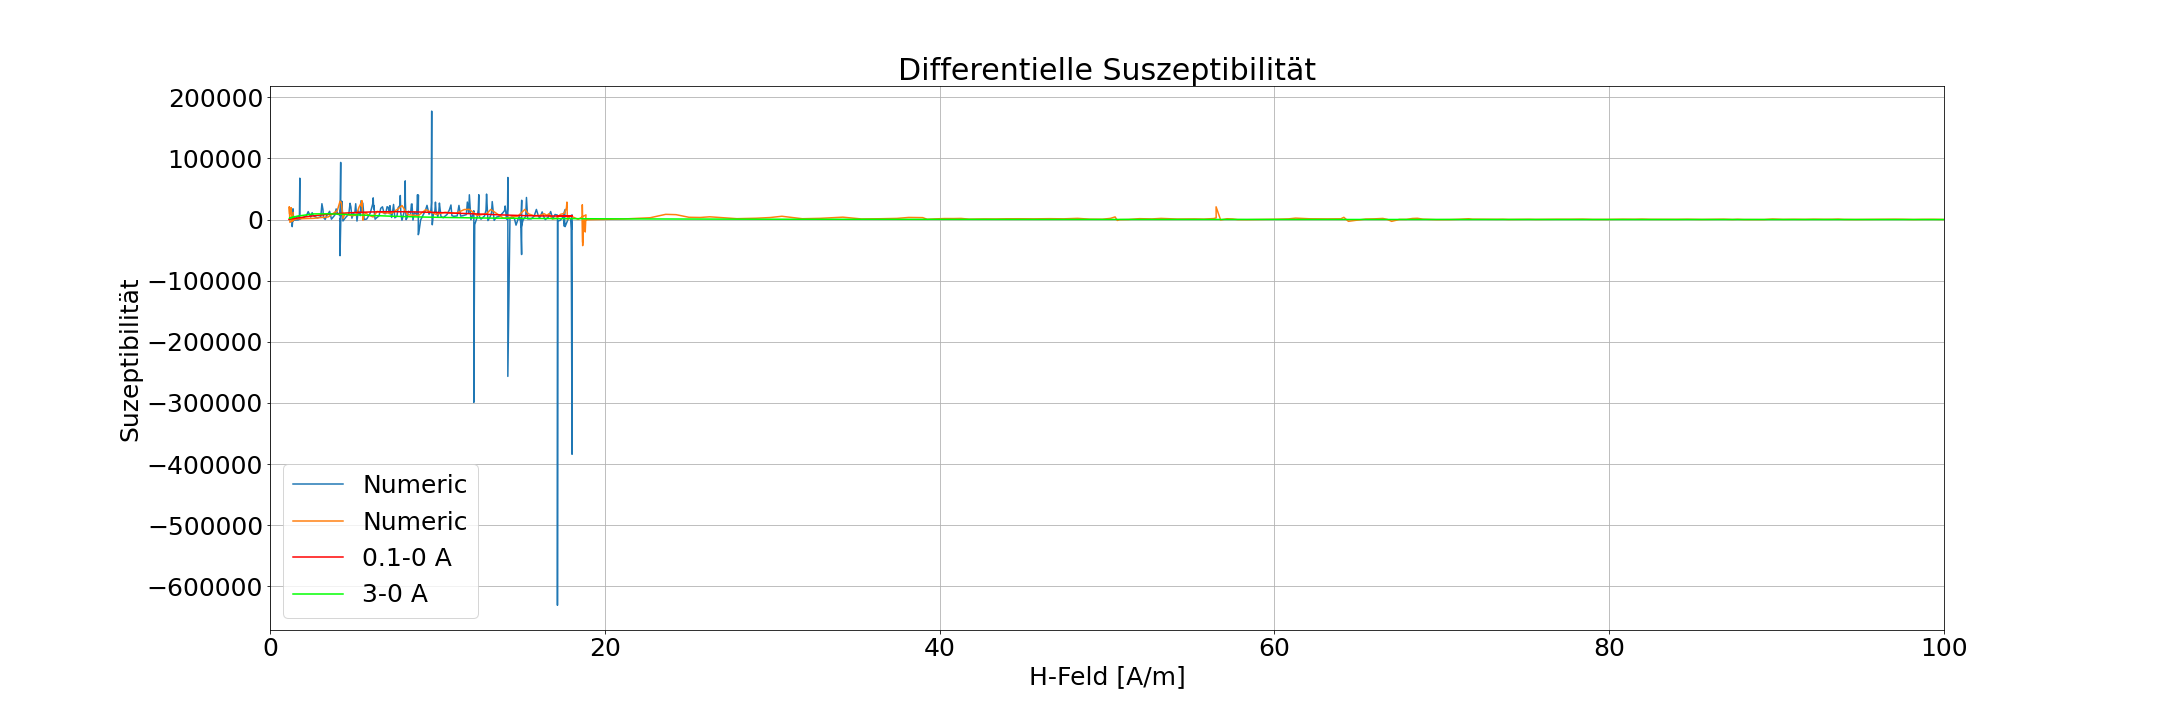 Differentielle Suszeptibilität
200000
100000
0
−100000
−200000
−300000
−400000
−500000
−600000
Suzeptibilität
Numeric
Numeric
0.1-0 A
3-0 A
0 20 40 60 80 100
H-Feld [A/m]